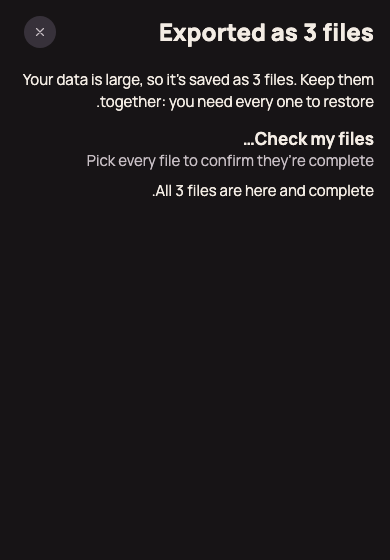 Exported as 3 files
Your data is large, so it's saved as 3 files. Keep them
together: you need every one to restore.
Check my files…
Pick every file to confirm they're complete
All 3 files are here and complete.